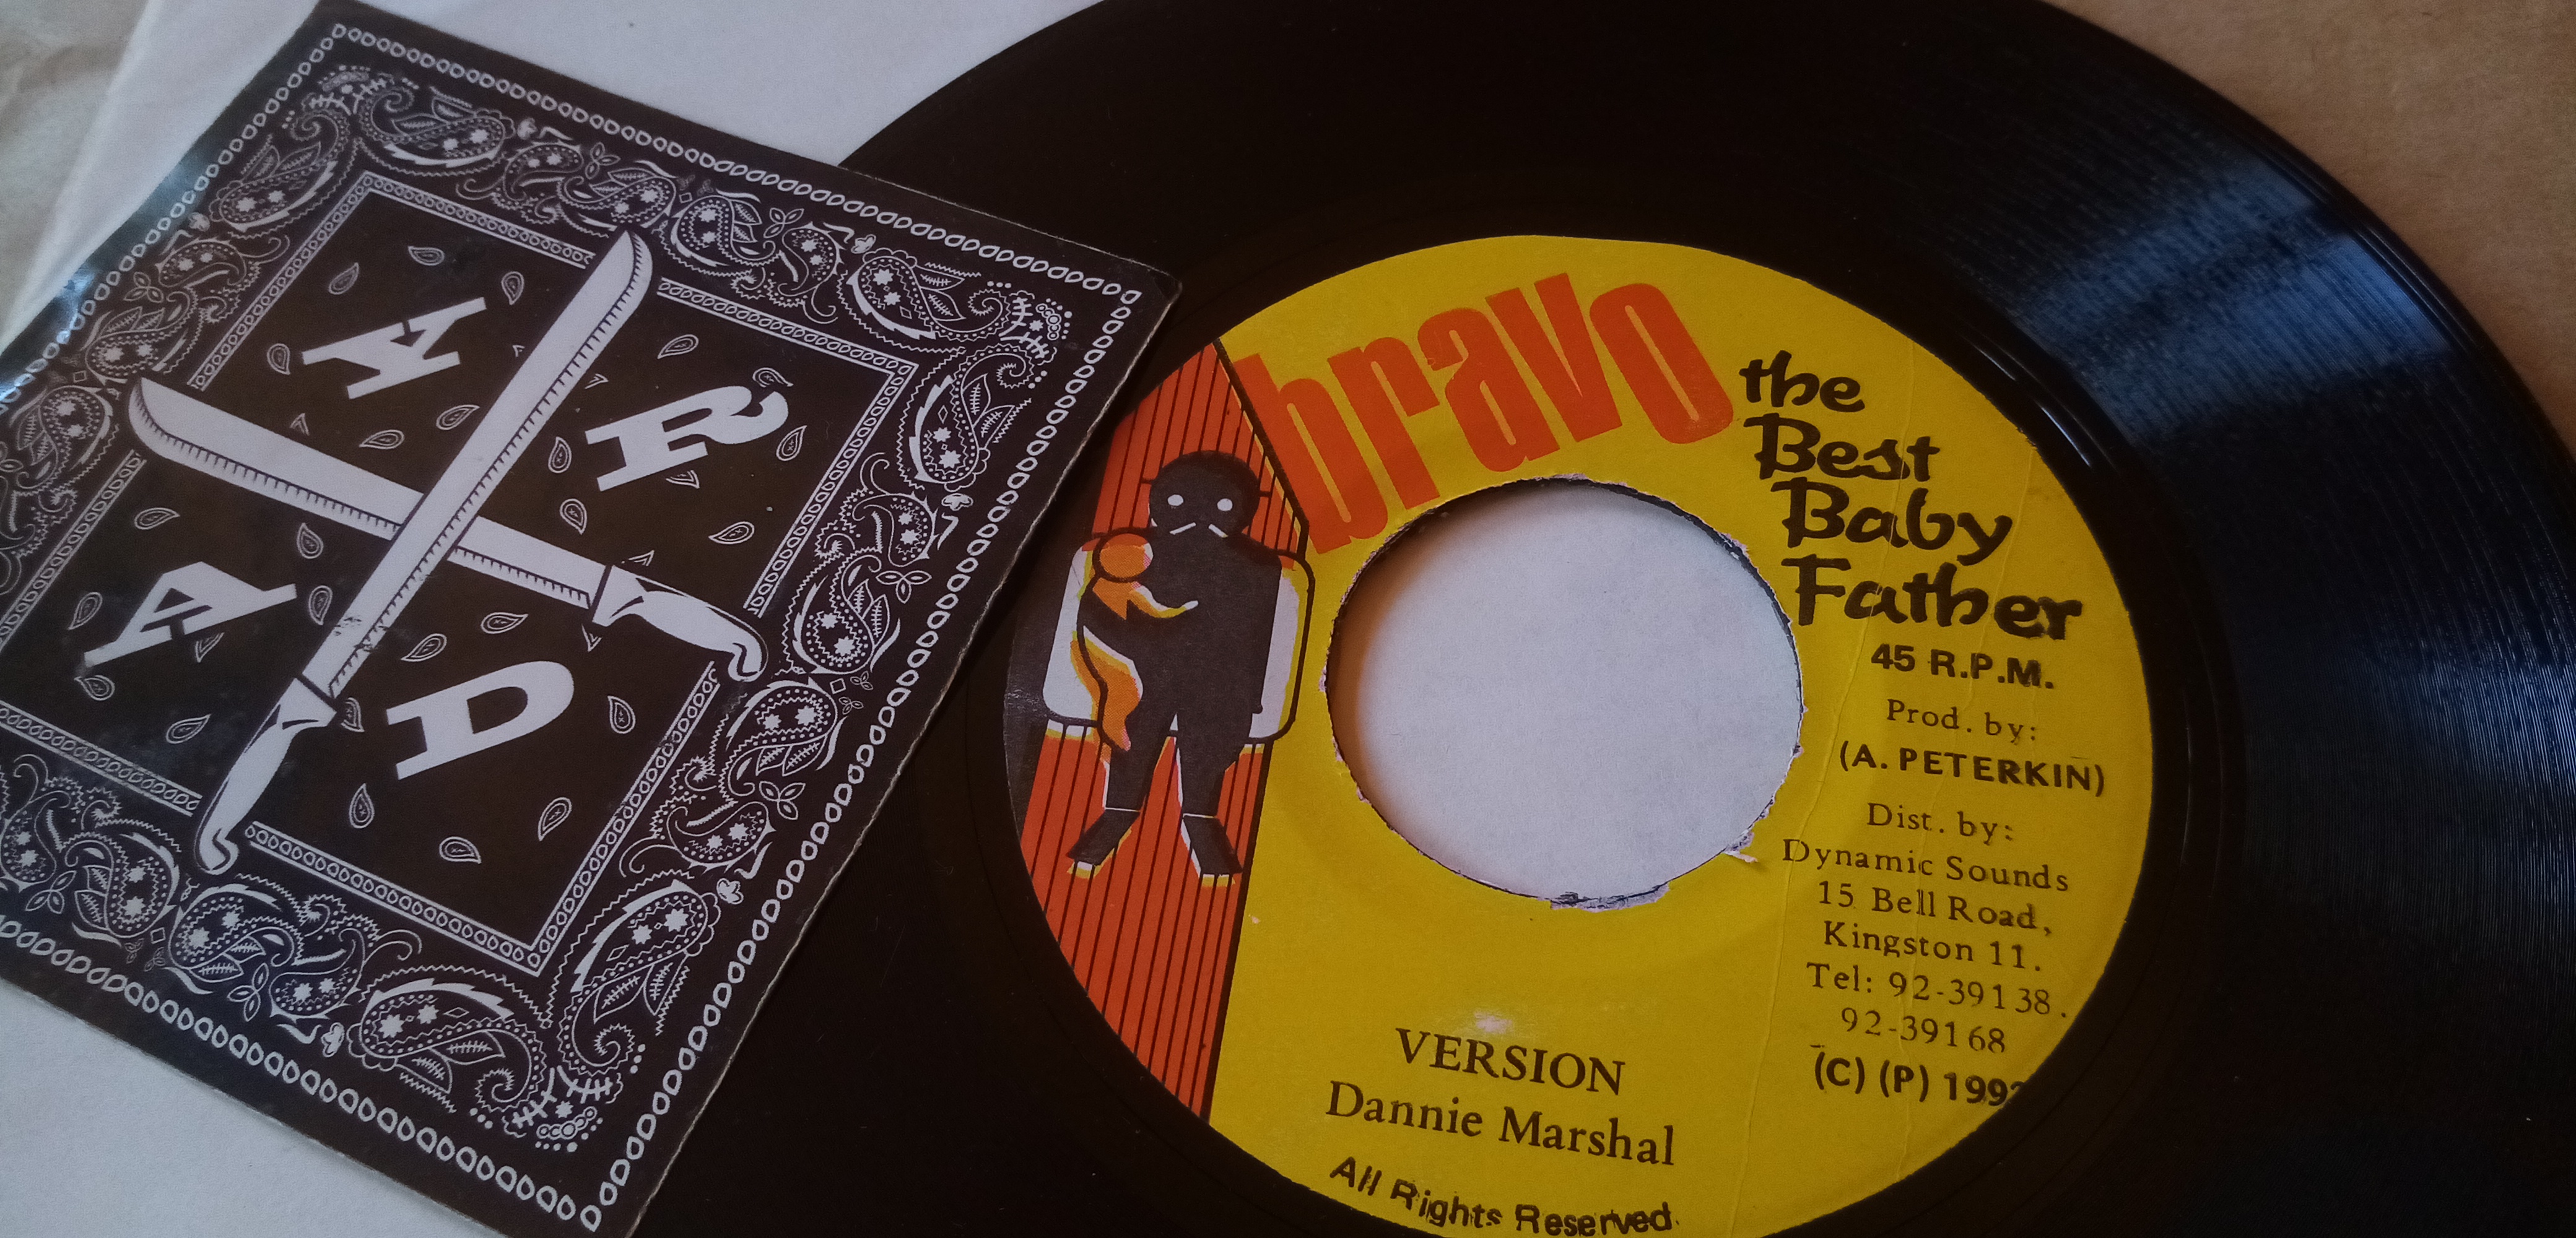 A R
A D
bravo
the
Best
Baby
Father
45 R.P.M.
Prod. by:
(A. PETERKIN)
Dist. by:
Dynamic Sounds
15 Bell Road,
Kingston 11.
Tel: 92-39138.
92-39168
(C) (P)
VERSION
Dannie Marshal
All Rights Reserved.